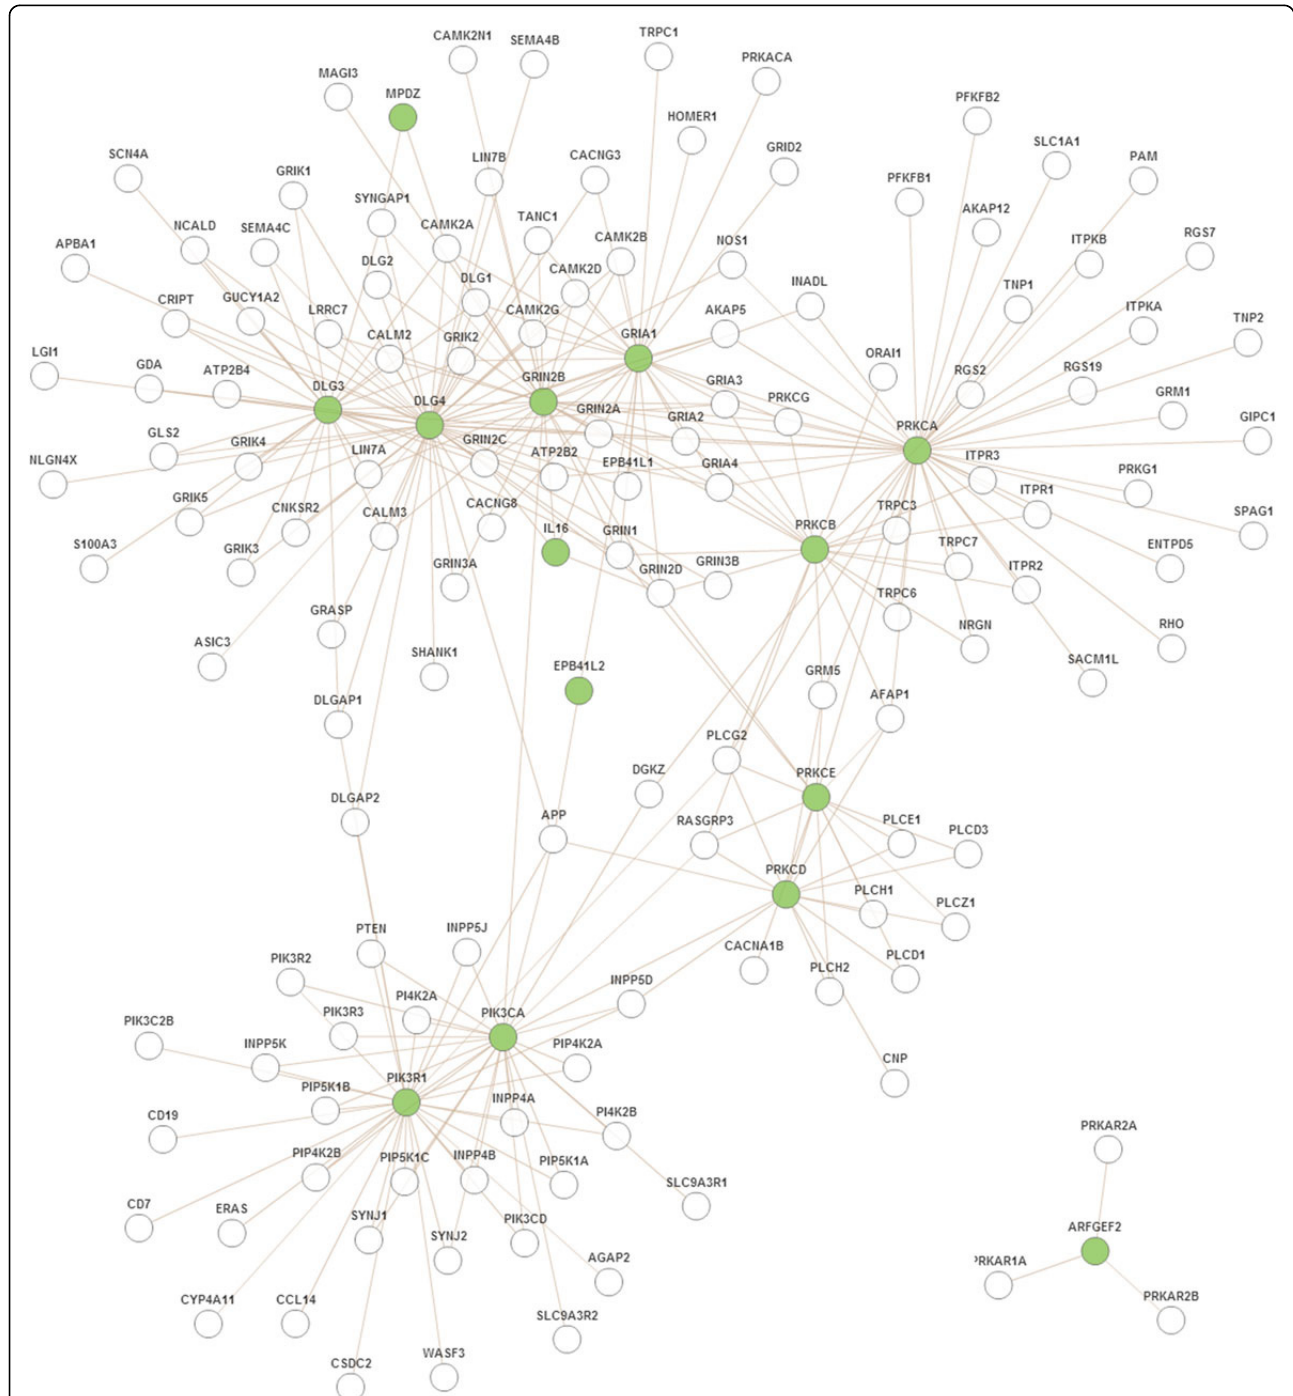 CAMK2N1
SEMA4B
TRPC1
PRKACA
MAGI3
MPDZ
PFKFB2
HOMER1
SLC1A1
GRID2
SCN4A
LIN7B
CACNG3
PAM
GRIK1
PFKFB1
SYNGAP1
AKAP12
NCALD
SEMA4C
CAMK2A
TANC1
CAMK2B
NOS1
ITPKB
RGS7
APBA1
DLG2
DLG1
CAMK2D
INADL
TNP1
CRIPT
GUCY1A2
LRRC7
CAMK2G
AKAP5
ITPKA
TNP2
CALM2
GRIK2
GRIA1
LGI1
GDA
ATP2B4
ORAI1
DLG3
DLG4
GRIN2B
GRIA3
RGS2
RGS19
GRM1
PRKCG
GRIN2A
GRIA2
PRKCA
GIPC1
GLS2
GRIK4
LIN7A
GRIN2C
ATP2B2
EPB41L1
GRIA4
ITPR3
NLGN4X
PRKG1
GRIK5
CNKSR2
CALM3
CACNG8
TRPC3
ITPR1
SPAG1
S100A3
GRIK3
IL16
GRIN1
PRKCB
TRPC7
ENTPD5
GRIN3A
GRIN2D
GRIN3B
ITPR2
GRASP
TRPC6
ASIC3
SHANK1
NRGN
RHO
EPB41L2
GRM5
SACM1L
DLGAP1
AFAP1
PLCG2
DGKZ
PRKCE
DLGAP2
APP
RASGRP3
PLCE1
PLCD3
PRKCD
PLCH1
PLCZ1
PTEN
INPP5J
CACNA1B
PLCH2
PLCD1
PIK3R2
PI4K2A
INPP5D
PIK3R3
PIK3CA
PIK3C2B
INPP5K
PIP4K2A
CNP
PIK3R1
PIP5K1B
INPP4A
CD19
PI4K2B
PRKAR2A
PIP4K2B
PIP5K1C
INPP4B
PIP5K1A
SLC9A3R1
CD7
ERAS
SYNJ1
SYNJ2
PIK3CD
ARFGEF2
AGAP2
PRKAR1A
CYP4A11
CCL14
SLC9A3R2
PRKAR2B
CSDC2
WASF3